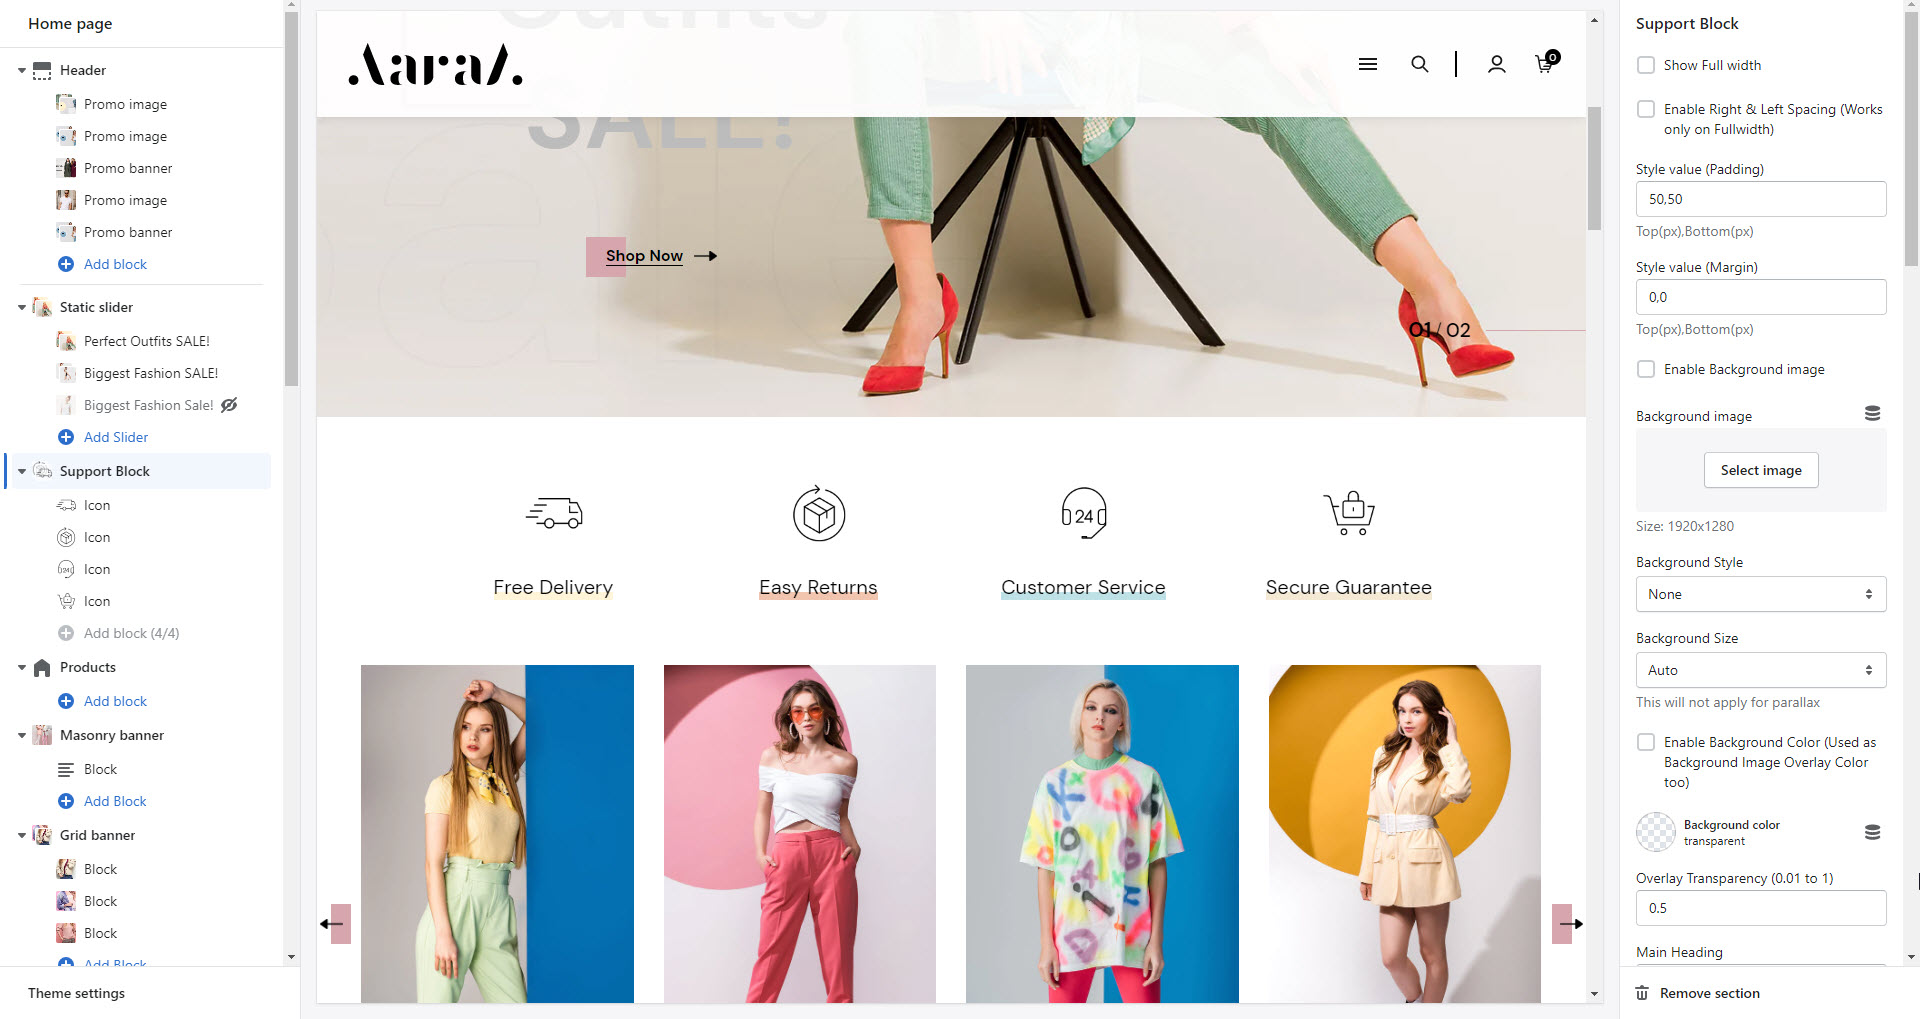 Home page
Header
Promo image
Promo image
Promo banner
Promo image
Promo banner
Add block
Static slider
Perfect Outfits SALE!
Biggest Fashion SALE!
Biggest Fashion Sale!
Add Slider
Support Block
Icon
Icon
Icon
Icon
Add block (4/4)
Products
Add block
Masonry banner
Block
Add Block
Grid banner
Block
Block
Block
Add Block
Theme settings
Outfits
Aaraa.
0
SALE!
Shop Now
01 / 02
24
Free Delivery
Easy Returns
Customer Service
Secure Guarantee
Support Block
Show Full width
Enable Right & Left Spacing (Works
only on Fullwidth)
Style value (Padding)
50,50
Top(px),Bottom(px)
Style value (Margin)
0,0
Top(px),Bottom(px)
Enable Background image
Background image
Select image
Size: 1920x1280
Background Style
None
Background Size
Auto
This will not apply for parallax
Enable Background Color (Used as
Background Image Overlay Color
too)
Background color
transparent
Overlay Transparency (0.01 to 1)
0.5
Main Heading
Remove section